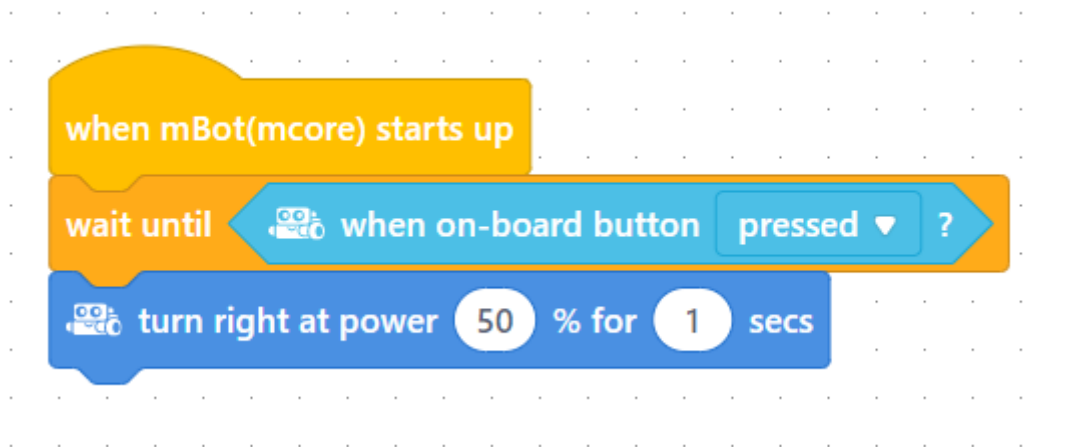 when mBot(mcore) starts up
wait until when on-board button pressed ?
turn right at power 50 % for 1 secs